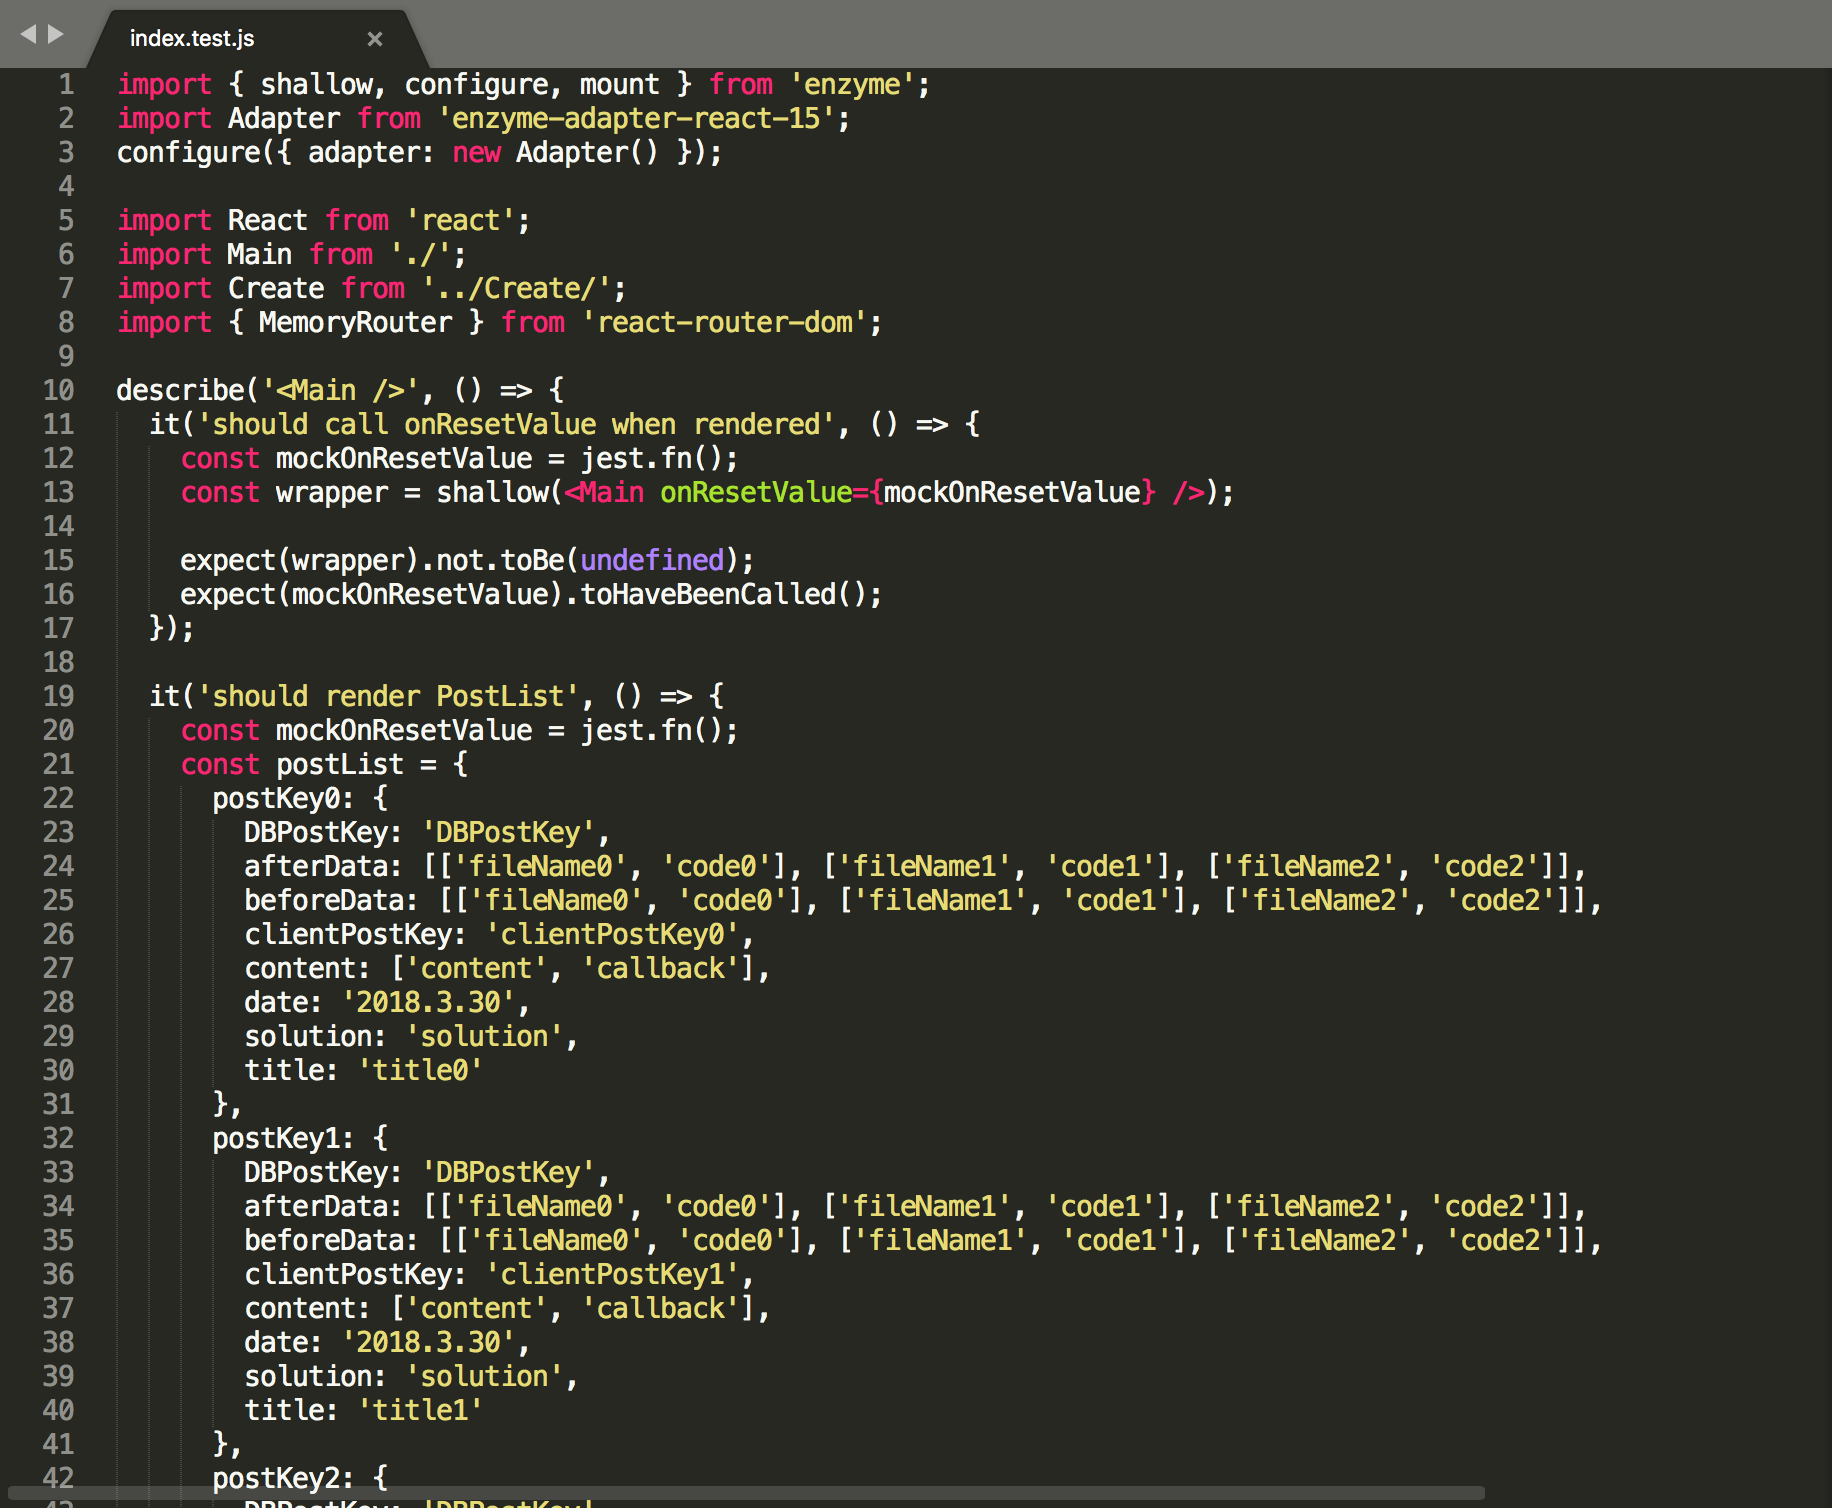 index.test.js ×
1 import { shallow, configure, mount } from 'enzyme';
2 import Adapter from 'enzyme-adapter-react-15';
3 configure({ adapter: new Adapter() });
4
5 import React from 'react';
6 import Main from './';
7 import Create from '../Create/';
8 import { MemoryRouter } from 'react-router-dom';
9
10 describe('<Main />', () => {
11   it('should call onResetValue when rendered', () => {
12     const mockOnResetValue = jest.fn();
13     const wrapper = shallow(<Main onResetValue={mockOnResetValue} />);
14
15     expect(wrapper).not.toBe(undefined);
16     expect(mockOnResetValue).toHaveBeenCalled();
17   });
18
19   it('should render PostList', () => {
20     const mockOnResetValue = jest.fn();
21     const postList = {
22       postKey0: {
23         DBPostKey: 'DBPostKey',
24         afterData: [['fileName0', 'code0'], ['fileName1', 'code1'], ['fileName2', 'code2']],
25         beforeData: [['fileName0', 'code0'], ['fileName1', 'code1'], ['fileName2', 'code2']],
26         clientPostKey: 'clientPostKey0',
27         content: ['content', 'callback'],
28         date: '2018.3.30',
29         solution: 'solution',
30         title: 'title0'
31       },
32       postKey1: {
33         DBPostKey: 'DBPostKey',
34         afterData: [['fileName0', 'code0'], ['fileName1', 'code1'], ['fileName2', 'code2']],
35         beforeData: [['fileName0', 'code0'], ['fileName1', 'code1'], ['fileName2', 'code2']],
36         clientPostKey: 'clientPostKey1',
37         content: ['content', 'callback'],
38         date: '2018.3.30',
39         solution: 'solution',
40         title: 'title1'
41       },
42       postKey2: {